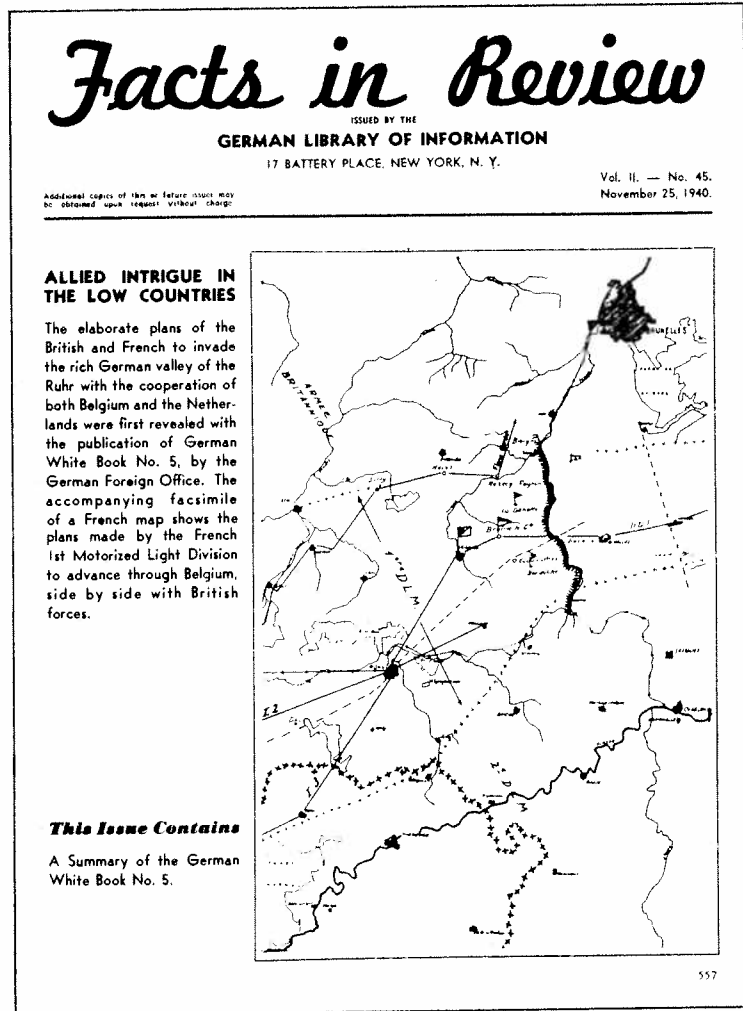 Facts in Review
ISSUED BY THE
GERMAN LIBRARY OF INFORMATION
17 BATTERY PLACE, NEW YORK, N. Y.
Vol. II. — No. 45.
November 25, 1940.
Additional copies of this or future issues may
be obtained upon request without charge
ALLIED INTRIGUE IN
THE LOW COUNTRIES
The elaborate plans of the
British and French to invade
the rich German valley of the
Ruhr with the cooperation of
both Belgium and the Nether-
lands were first revealed with
the publication of German
White Book No. 5, by the
German Foreign Office. The
accompanying facsimile
of a French map shows the
plans made by the French
1st Motorized Light Division
to advance through Belgium,
side by side with British
forces.
This Issue Contains
A Summary of the German
White Book No. 5.
BRUXELLES
ARMEE
BRITANNIQUE
DLM
I 2
557